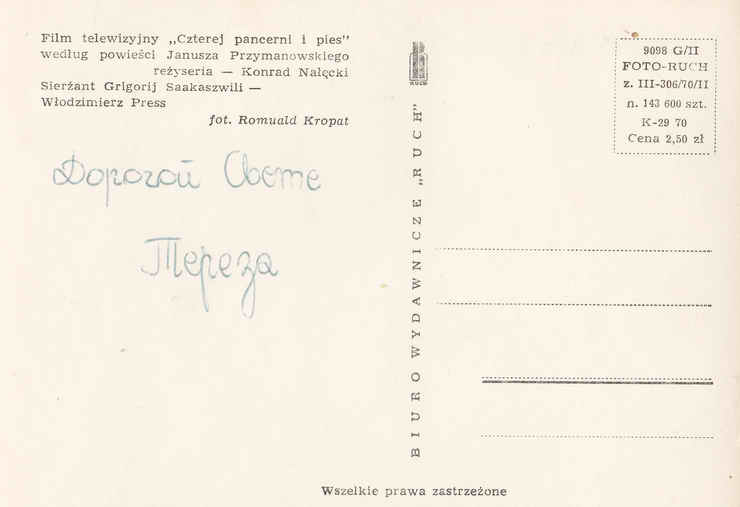 Film telewizyjny „Czterej pancerni i pies"
według powieści Janusza Przymanowskiego
reżyseria — Konrad Nałęcki
Sierżant Grigorij Saakaszwili —
Włodzimierz Press
fot. Romuald Kropat
Дорогой Свете
Тереза
BIURO WYDAWNICZE „RUCH"
RUCH
9098 G/II
FOTO-RUCH
z. III-306/70/II
n. 143 600 szt.
K-29 70
Cena 2,50 zł
Wszelkie prawa zastrzeżone